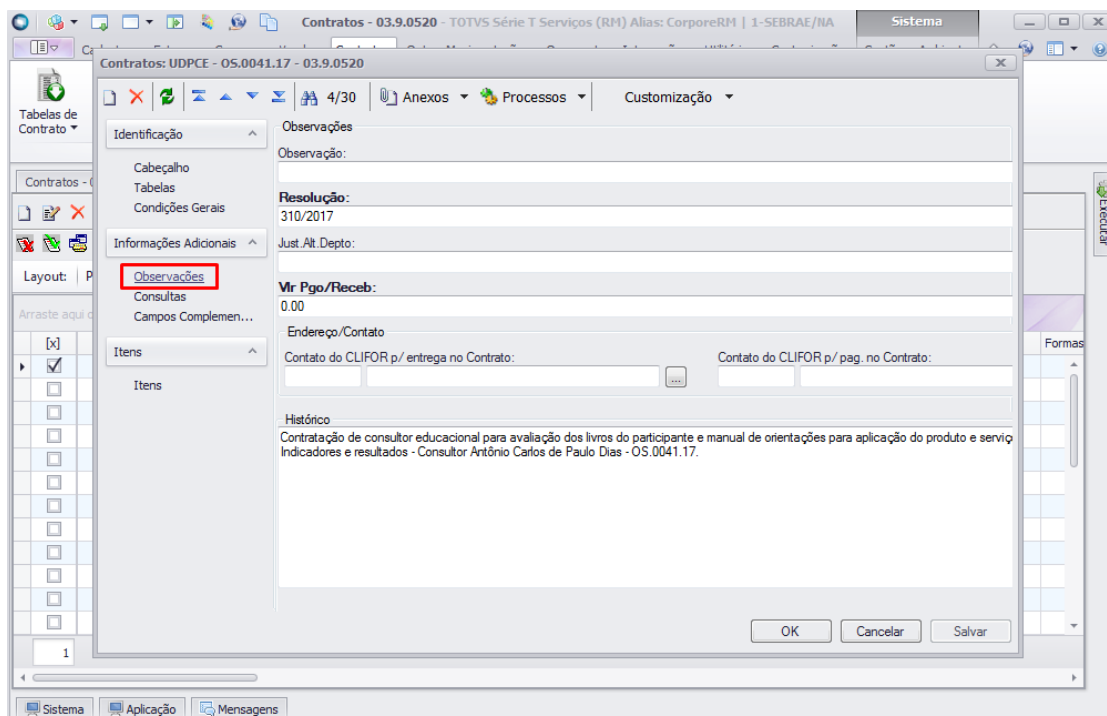 Contratos - 03.9.0520 - TOTVS Série T Serviços (RM) Alias: CorporeRM | 1-SEBRAE/NA
Sistema
Contratos: UDPCE - OS.0041.17 - 03.9.0520
Tabelas de
Contrato
4/30 Anexos Processos Customização
Identificação
Cabeçalho
Tabelas
Condições Gerais
Informações Adicionais
Observações
Consultas
Campos Complemen...
Itens
Itens
Observações
Observação:
Resolução:
310/2017
Just.Alt.Depto:
Vlr Pgo/Receb:
0.00
Endereço/Contato
Contato do CLIFOR p/ entrega no Contrato:
Contato do CLIFOR p/ pag. no Contrato:
...
Histórico
Contratação de consultor educacional para avaliação dos livros do participante e manual de orientações para aplicação do produto e serviç
Indicadores e resultados - Consultor Antônio Carlos de Paulo Dias - OS.0041.17.
OK Cancelar Salvar
Contratos - 0
Layout: P
Arraste aqui
[x]
Formas
Executar
1
Sistema Aplicação Mensagens